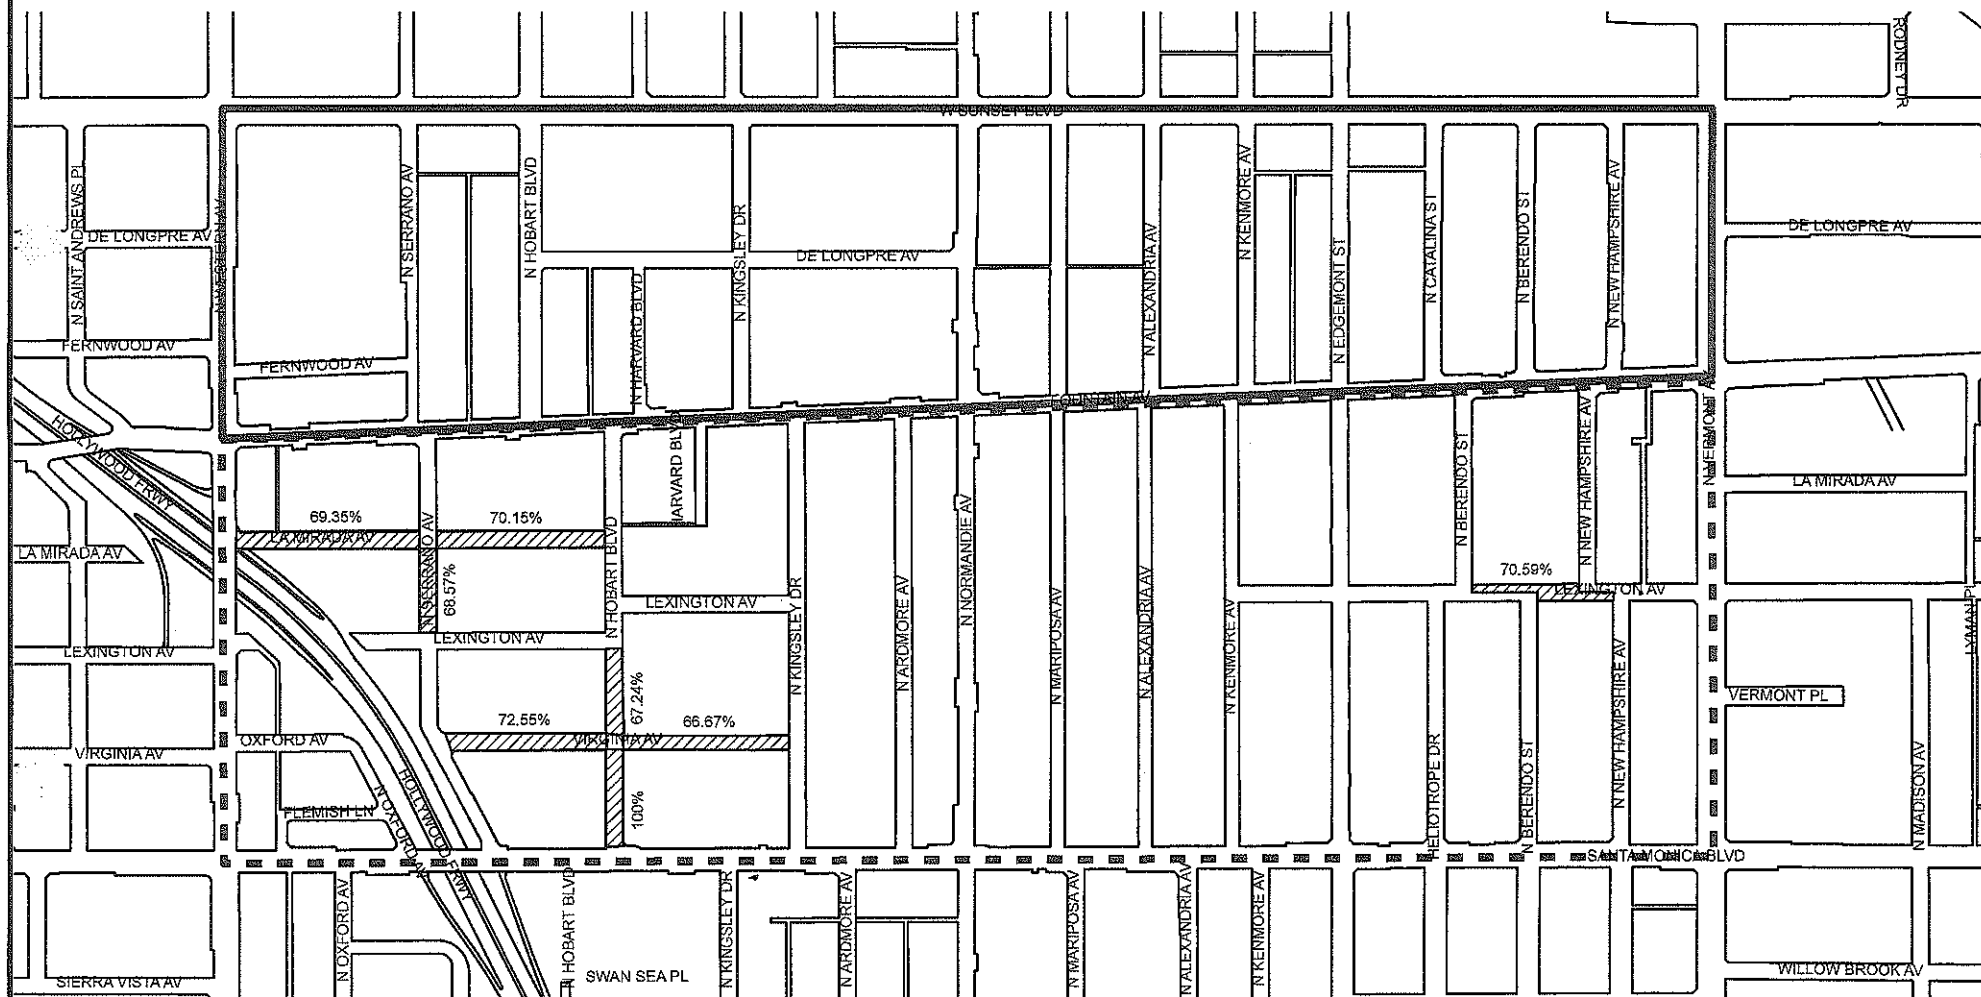 RODNEY DR
W SUNSET BLVD
N SAINT ANDREWS PL
DE LONGPRE AV
N SERRANO AV
N HOBART BLVD
N KINGSLEY DR
DE LONGPRE AV
N HARVARD BLVD
N ALEXANDRIA AV
N KENMORE AV
N EDGEMONT ST
N CATALINA ST
N BERENDO ST
N NEW HAMPSHIRE AV
DE LONGPRE AV
FERNWOOD AV
FERNWOOD AV
FOUNTAIN AV
HOLLYWOOD FRWY
HARVARD BLVD
N BERENDO ST
N NEW HAMPSHIRE AV
N VERMONT AV
LA MIRADA AV
69.35%
70.15%
LA MIRADA AV
LA MIRADA AV
N SERRANO AV
68.57%
N HOBART BLVD
N KINGSLEY DR
N ARDMORE AV
N NORMANDIE AV
N MARIPOSA AV
N ALEXANDRIA AV
N KENMORE AV
70.59%
LEXINGTON AV
LEXINGTON AV
LEXINGTON AV
LEXINGTON AV
LYMAN PL
67.24%
72.55%
66.67%
VIRGINIA AV
VIRGINIA AV
OXFORD AV
N NEW HAMPSHIRE AV
VERMONT PL
FLEMISH LN
N OXFORD AV
HOLLYWOOD FRWY
100%
HELIOTROPE DR
N BERENDO ST
N MADISON AV
SANTA MONICA BLVD
N OXFORD AV
N HOBART BLVD
N KINGSLEY DR
N ARDMORE AV
N MARIPOSA AV
N ALEXANDRIA AV
N KENMORE AV
SIERRA VISTA AV
SWAN SEA PL
WILLOW BROOK AV